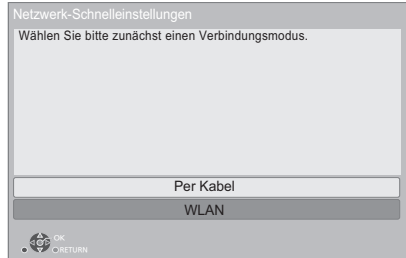 Netzwerk-Schnelleinstellungen
Wählen Sie bitte zunächst einen Verbindungsmodus.
Per Kabel
WLAN
OK
RETURN